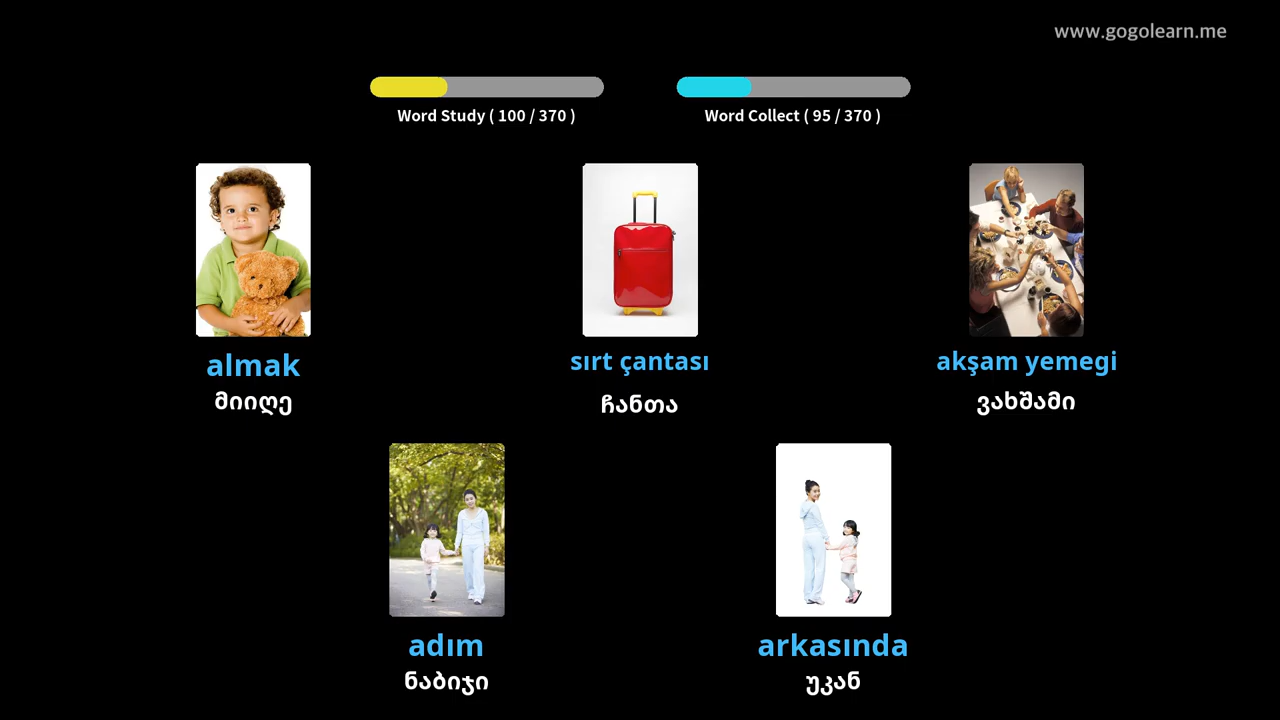 www.gogolearn.me
Word Study ( 100 / 370 )
Word Collect ( 95 / 370 )
almak
მიიღე
sırt çantası
ჩანთა
akşam yemegi
ვახშამი
adım
ნაბიჯი
arkasında
უკან